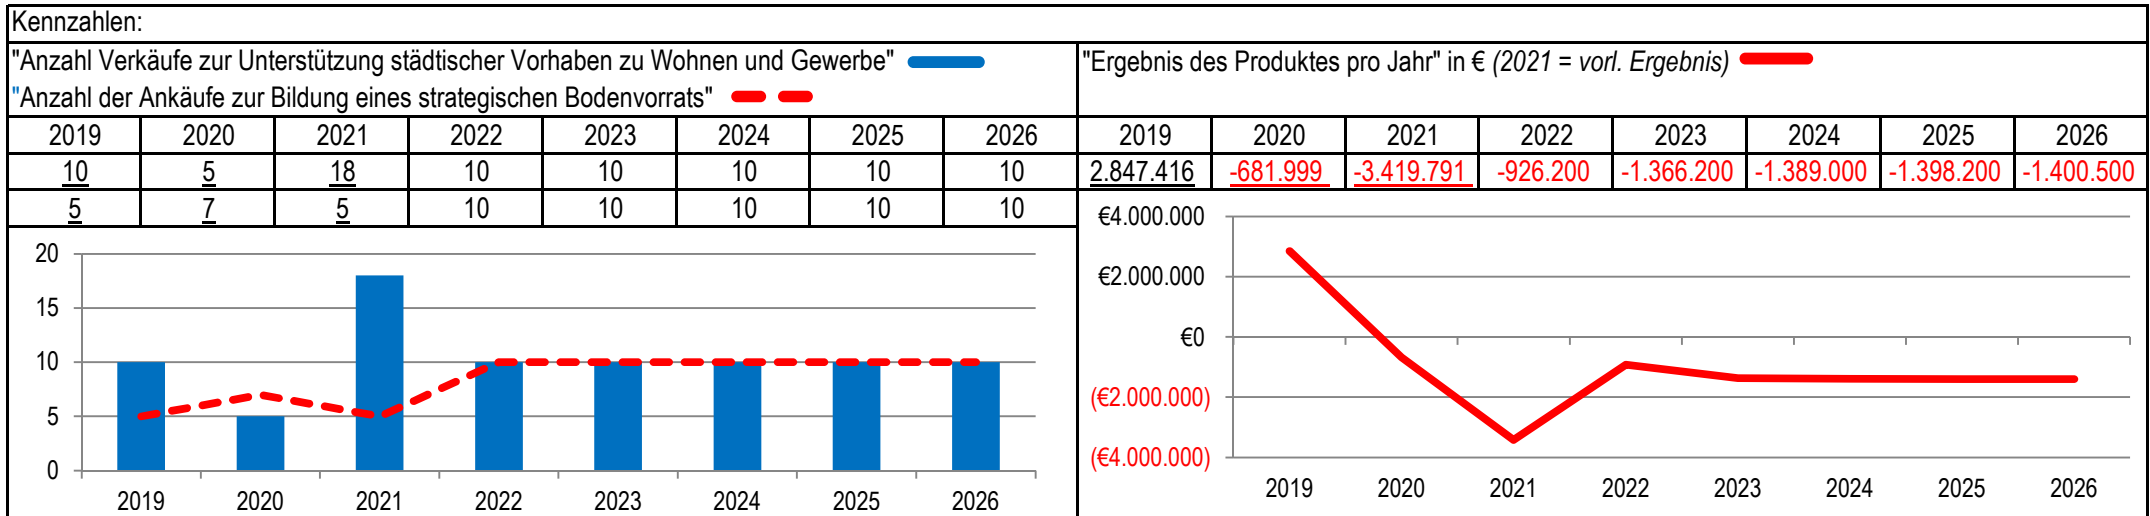 Kennzahlen:
"Anzahl Verkäufe zur Unterstützung städtischer Vorhaben zu Wohnen und Gewerbe"
"Anzahl der Ankäufe zur Bildung eines strategischen Bodenvorrats"
2019 2020 2021 2022 2023 2024 2025 2026
10 5 18 10 10 10 10 10
5 7 5 10 10 10 10 10
20
15
10
5
0
2019 2020 2021 2022 2023 2024 2025 2026
"Ergebnis des Produktes pro Jahr" in € (2021 = vorl. Ergebnis)
2019 2020 2021 2022 2023 2024 2025 2026
2.847.416 -681.999 -3.419.791 -926.200 -1.366.200 -1.389.000 -1.398.200 -1.400.500
€4.000.000
€2.000.000
€0
(€2.000.000)
(€4.000.000)
2019 2020 2021 2022 2023 2024 2025 2026